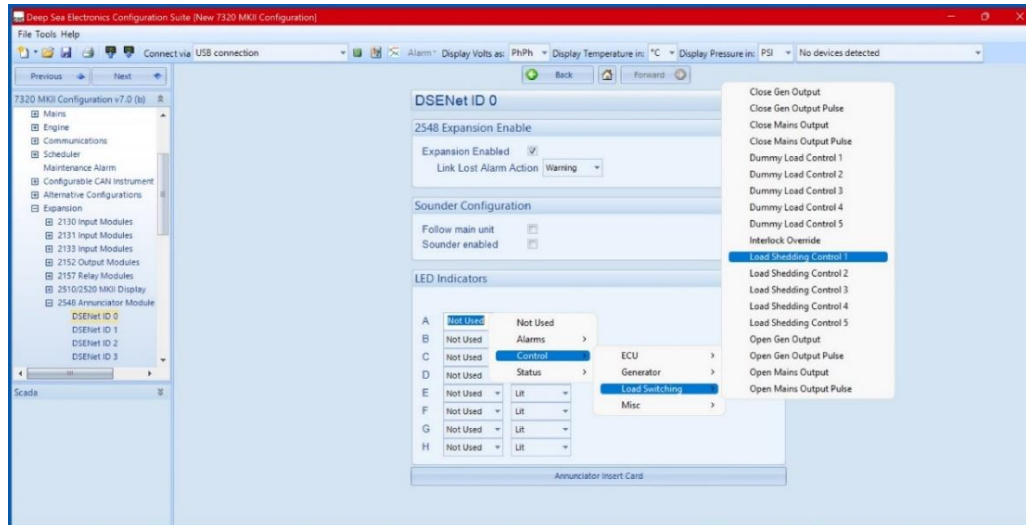 Deep Sea Electronics Configuration Suite [New 7320 MKII Configuration]
File Tools Help
Connect via USB connection Alarm Display Volts as: PhPh Display Temperature in: °C Display Pressure in: PSI No devices detected
Previous Next
Back Forward
7320 MKII Configuration v7.0 (b)
Mains
Engine
Communications
Scheduler
Maintenance Alarm
Configurable CAN Instrument
Alternative Configurations
Expansion
2130 Input Modules
2131 Input Modules
2133 Input Modules
2152 Output Modules
2157 Relay Modules
2510/2520 MKII Display
2548 Annunciator Module
DSENet ID 0
DSENet ID 1
DSENet ID 2
DSENet ID 3
Scada
DSENet ID 0
2548 Expansion Enable
Expansion Enabled
Link Lost Alarm Action Warning
Sounder Configuration
Follow main unit
Sounder enabled
LED Indicators
A Not Used
B Not Used
C Not Used
D Not Used
E Not Used Lit
F Not Used Lit
G Not Used Lit
H Not Used Lit
Annunciator Insert Card
Not Used
Alarms
Control
Status
ECU
Generator
Load Switching
Misc
Close Gen Output
Close Gen Output Pulse
Close Mains Output
Close Mains Output Pulse
Dummy Load Control 1
Dummy Load Control 2
Dummy Load Control 3
Dummy Load Control 4
Dummy Load Control 5
Interlock Override
Load Shedding Control 1
Load Shedding Control 2
Load Shedding Control 3
Load Shedding Control 4
Load Shedding Control 5
Open Gen Output
Open Gen Output Pulse
Open Mains Output
Open Mains Output Pulse